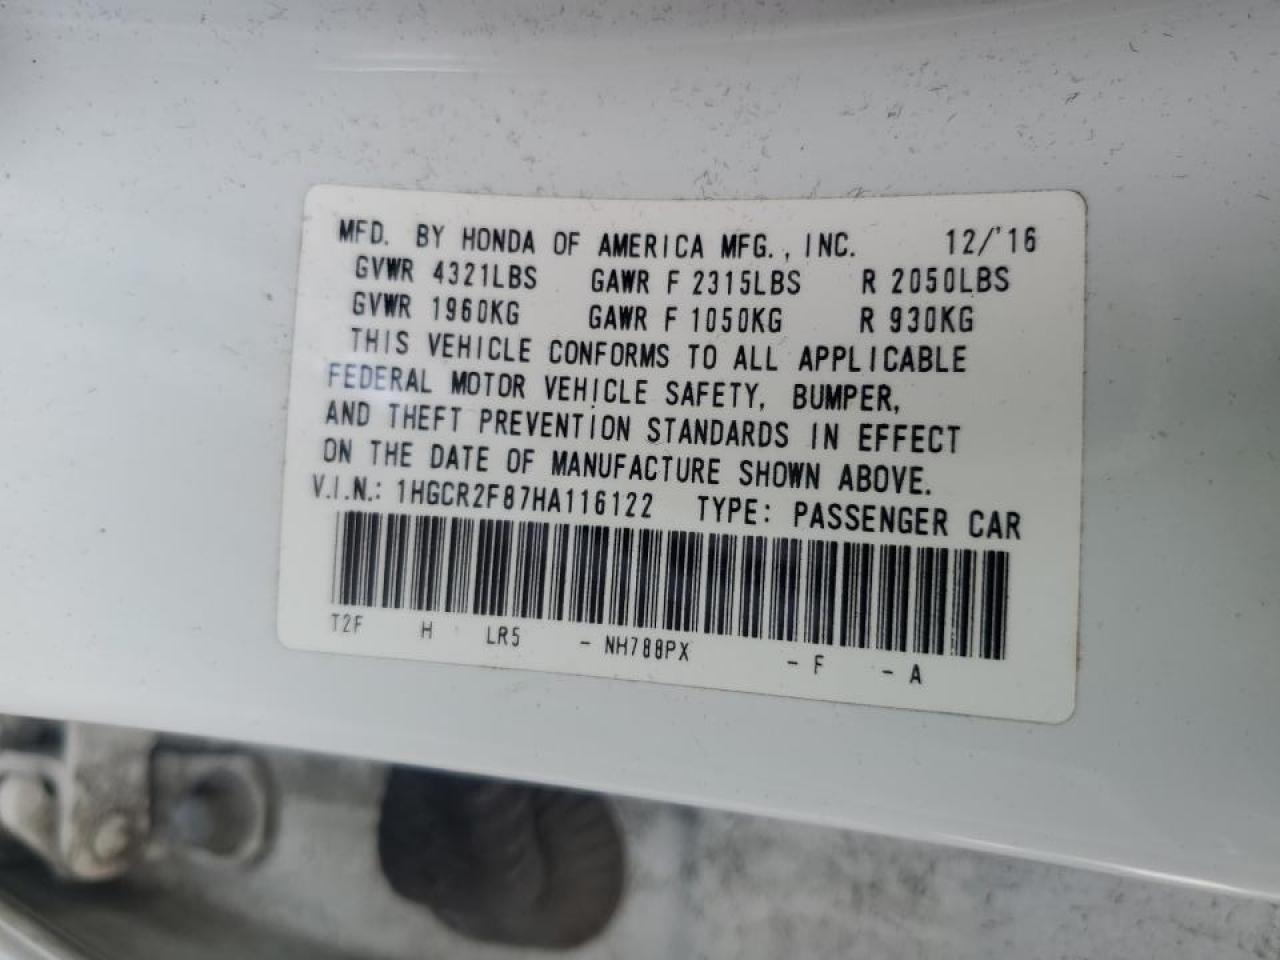 MFD. BY HONDA OF AMERICA MFG., INC. 12/'16
GVWR 4321LBS GAWR F 2315LBS R 2050LBS
GVWR 1960KG GAWR F 1050KG R 930KG
THIS VEHICLE CONFORMS TO ALL APPLICABLE
FEDERAL MOTOR VEHICLE SAFETY, BUMPER,
AND THEFT PREVENTION STANDARDS IN EFFECT
ON THE DATE OF MANUFACTURE SHOWN ABOVE.
V.I.N.: 1HGCR2F87HA116122 TYPE: PASSENGER CAR
T2F H LR5 - NH788PX - F - A